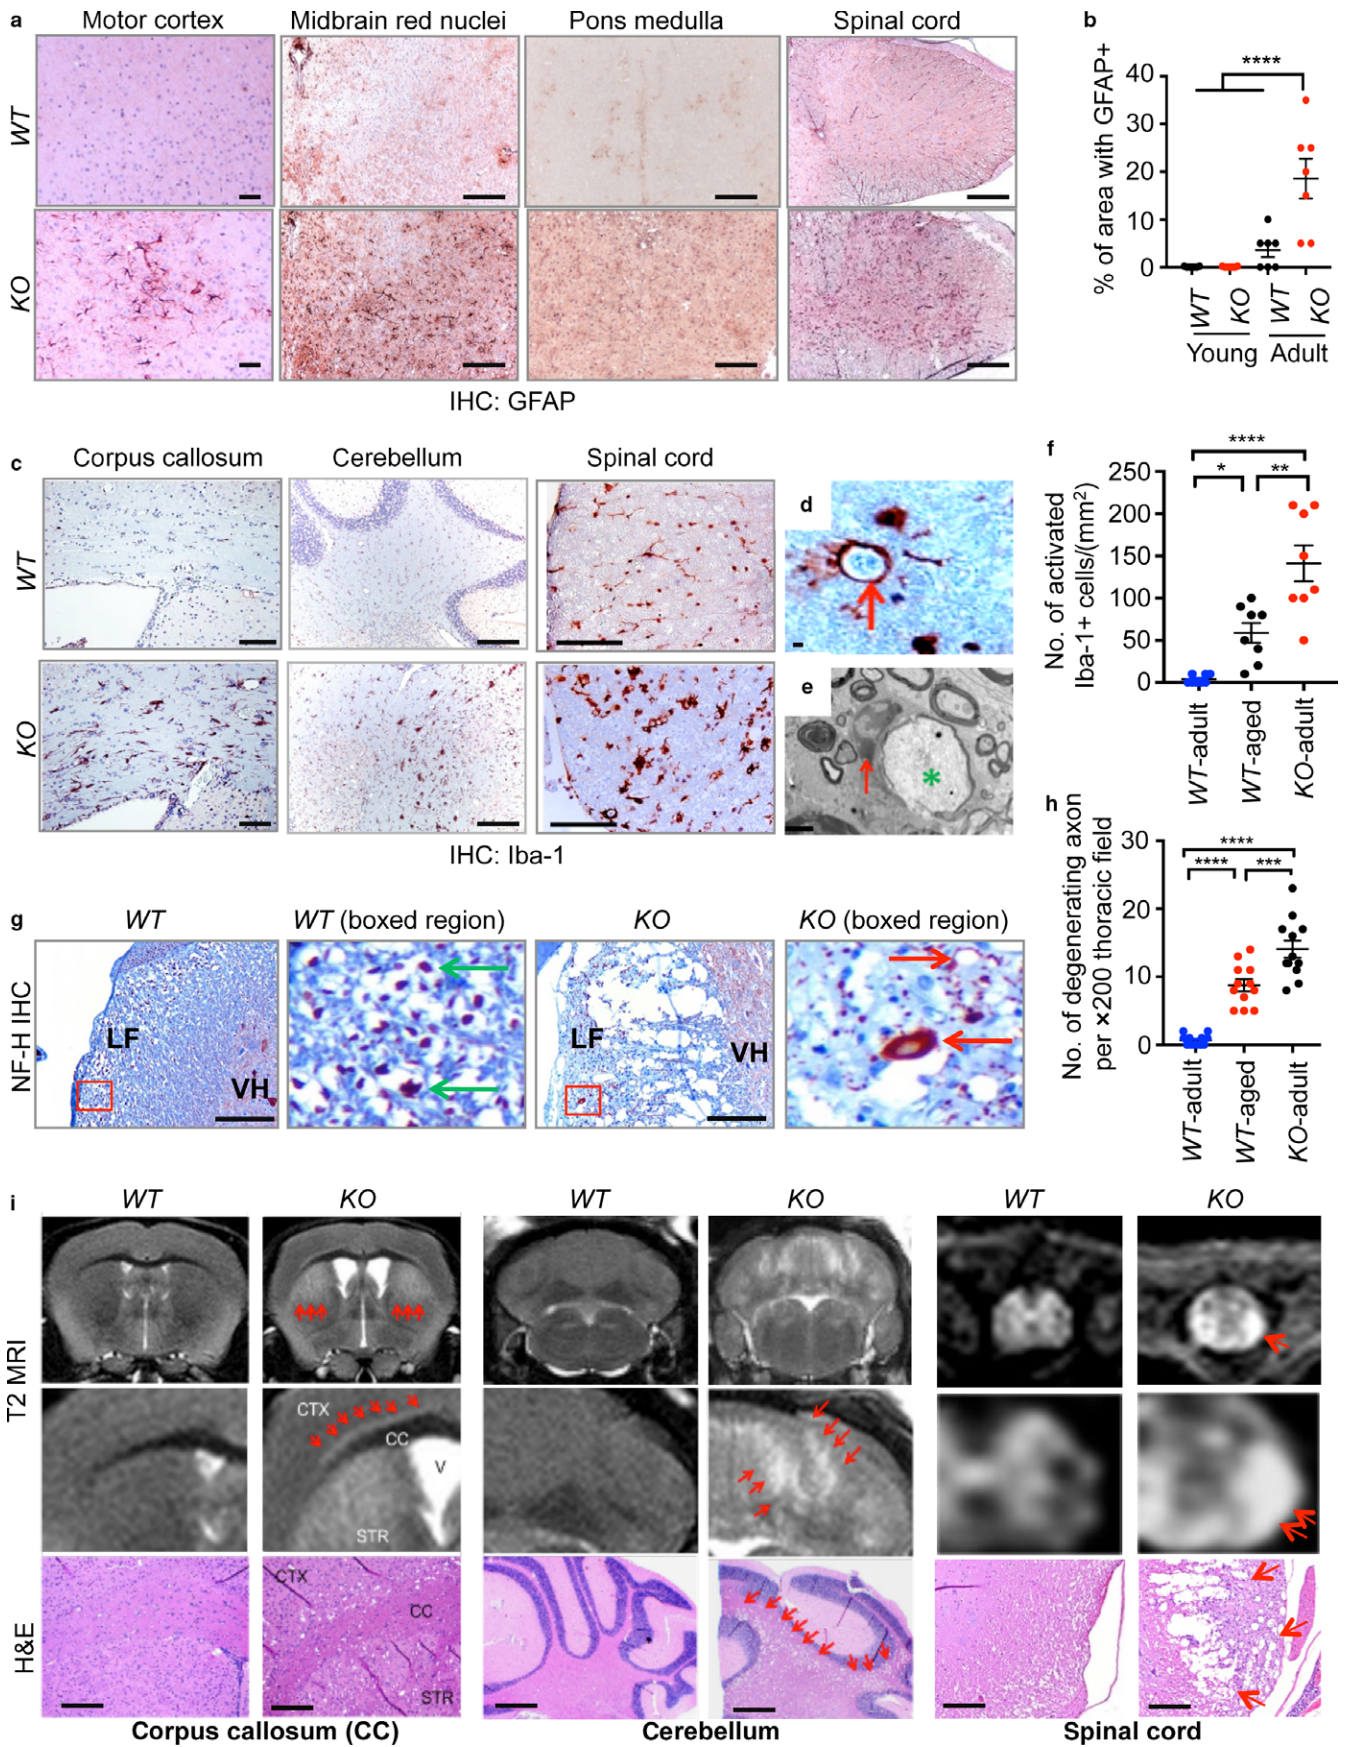 a
Motor cortex Midbrain red nuclei Pons medulla Spinal cord
WT
KO
IHC: GFAP
b
% of area with GFAP+
40
30
20
10
0
****
WT KO WT KO
Young Adult
c
Corpus callosum Cerebellum Spinal cord
WT
KO
IHC: Iba-1
d
e
*
f
No. of activated
Iba-1+ cells/(mm2)
250
200
150
100
50
0
****
* **
WT-adult
WT-aged
KO-adult
g
WT WT (boxed region) KO KO (boxed region)
NF-H IHC
LF
VH
LF
VH
h
No. of degenerating axon
per ×200 thoracic field
30
20
10
0
****
**** ***
WT-adult
WT-aged
KO-adult
i
WT KO WT KO WT KO
T2 MRI
CTX
CC
V
STR
H&E
CTX
CC
STR
Corpus callosum (CC) Cerebellum Spinal cord